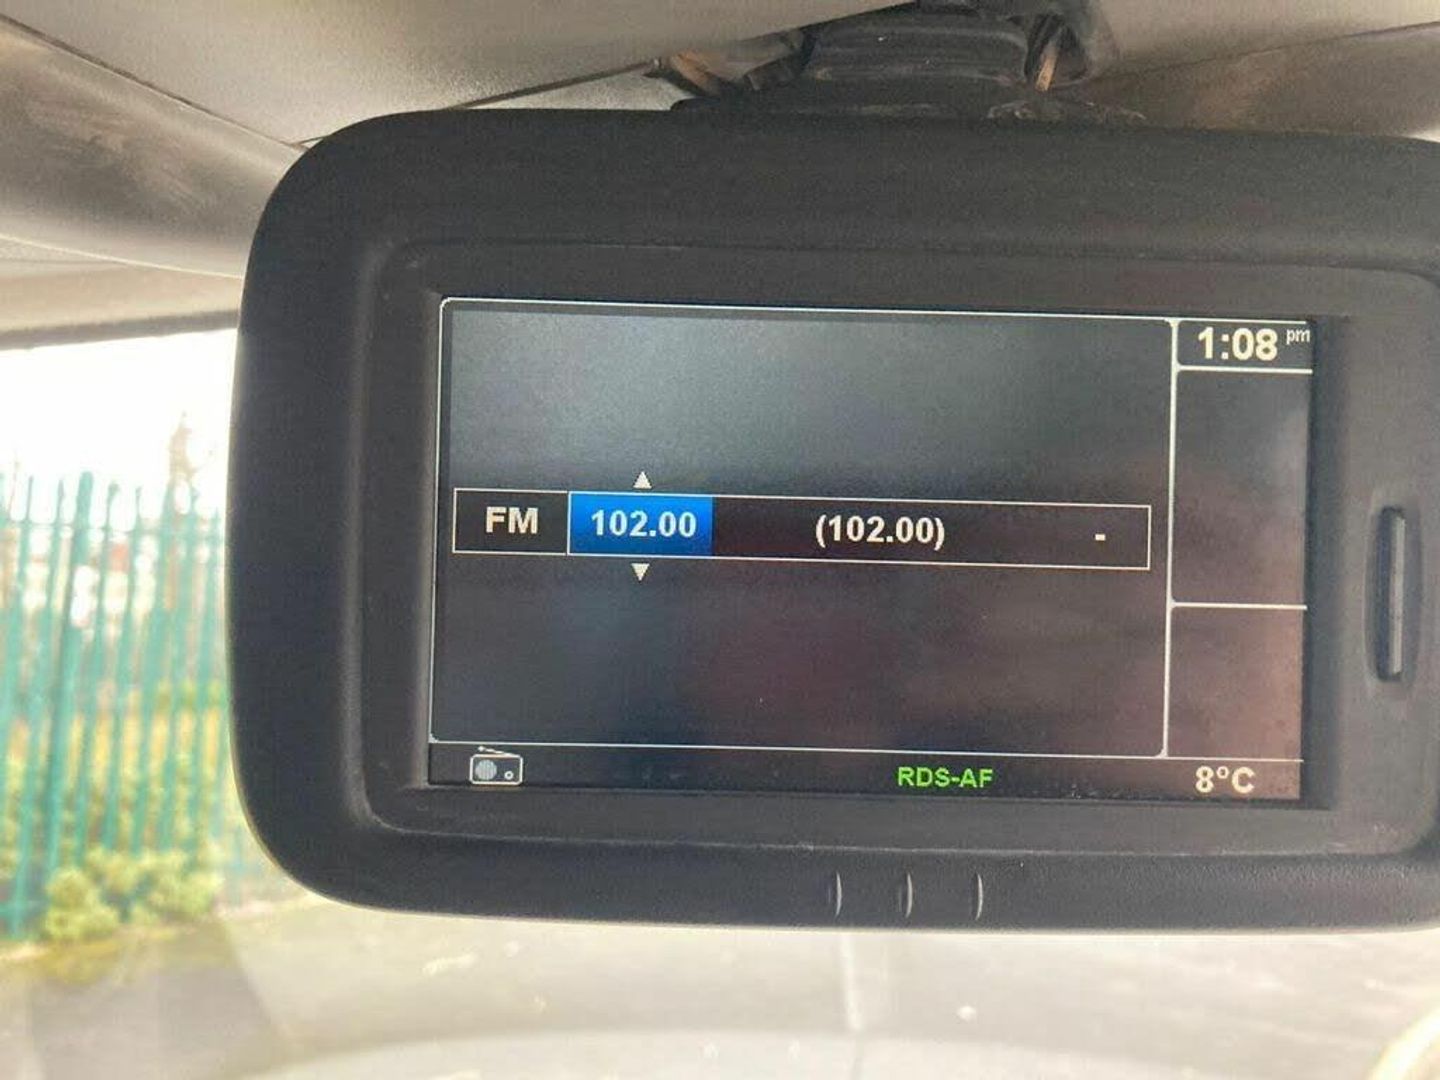 1:08 pm
FM 102.00 (102.00) -
RDS-AF 8°C